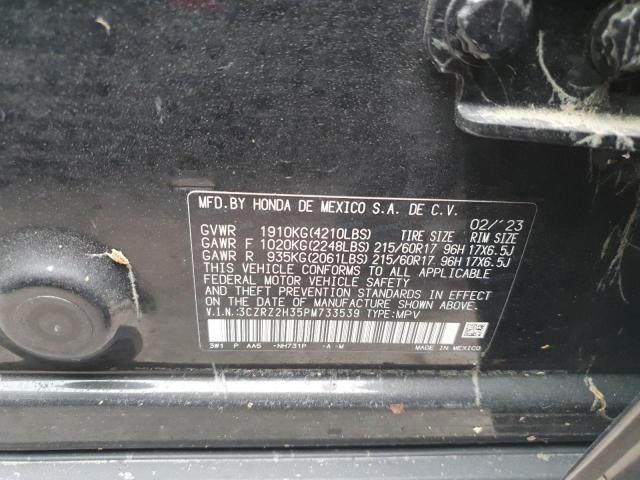 MFD.BY HONDA DE MEXICO S.A. DE C.V.
02/'23
GVWR 1910KG(4210LBS) TIRE SIZE RIM SIZE
GAWR F 1020KG(2248LBS) 215/60R17 96H 17X6.5J
GAWR R 935KG(2061LBS) 215/60R17 96H 17X6.5J
THIS VEHICLE CONFORMS TO ALL APPLICABLE
FEDERAL MOTOR VEHICLE SAFETY
AND THEFT PREVENTION STANDARDS IN EFFECT
ON THE DATE OF MANUFACTURE SHOWN ABOVE.
V.I.N.:3CZRZ2H35PM733539 TYPE:MPV
3W1 P AA5 -NH731P -A-M MADE IN MEXICO